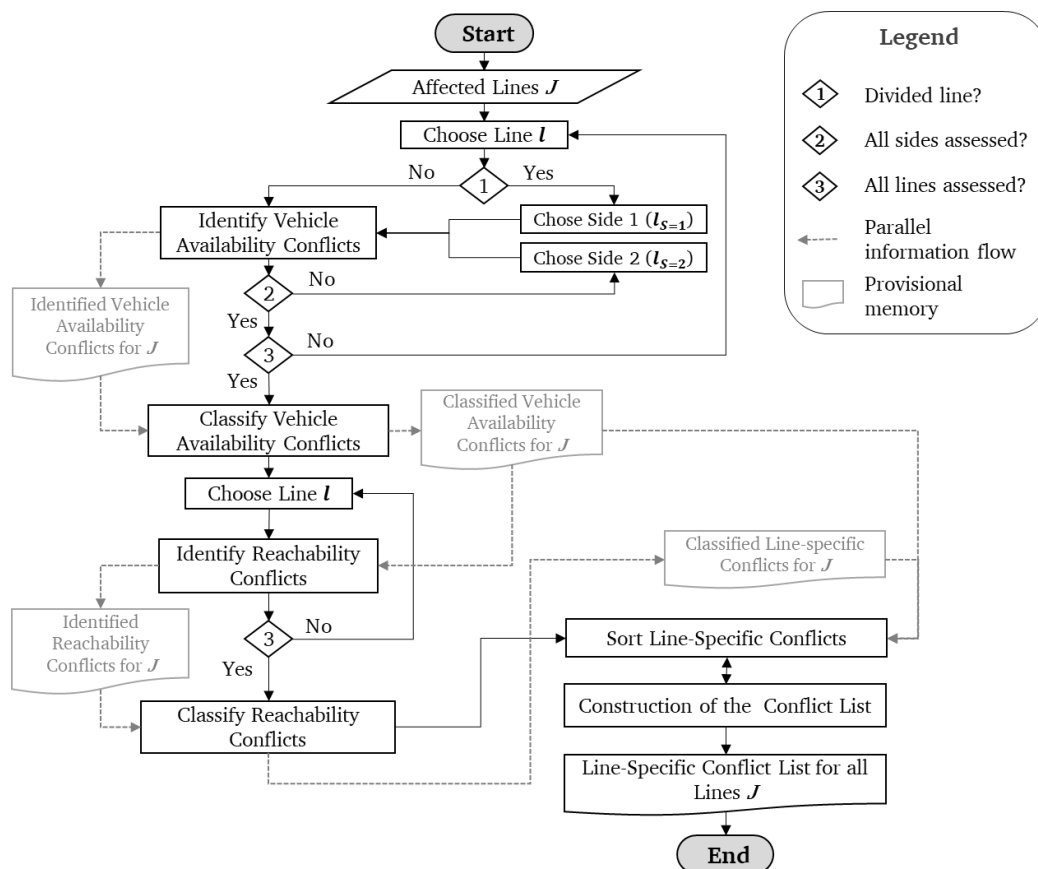 Start
Affected Lines J
Choose Line l
No
1
Yes
Identify Vehicle
Availability Conflicts
Chose Side 1 (l_{S=1})
Chose Side 2 (l_{S=2})
2
No
Yes
3
No
Yes
Identified Vehicle
Availability
Conflicts for J
Classify Vehicle
Availability Conflicts
Classified Vehicle
Availability
Conflicts for J
Choose Line l
Identify Reachability
Conflicts
Classified Line-specific
Conflicts for J
Identified
Reachability
Conflicts for J
3
No
Yes
Classify Reachability
Conflicts
Sort Line-Specific Conflicts
Construction of the Conflict List
Line-Specific Conflict List for all
Lines J
End
Legend
1 Divided line?
2 All sides assessed?
3 All lines assessed?
Parallel
information flow
Provisional
memory